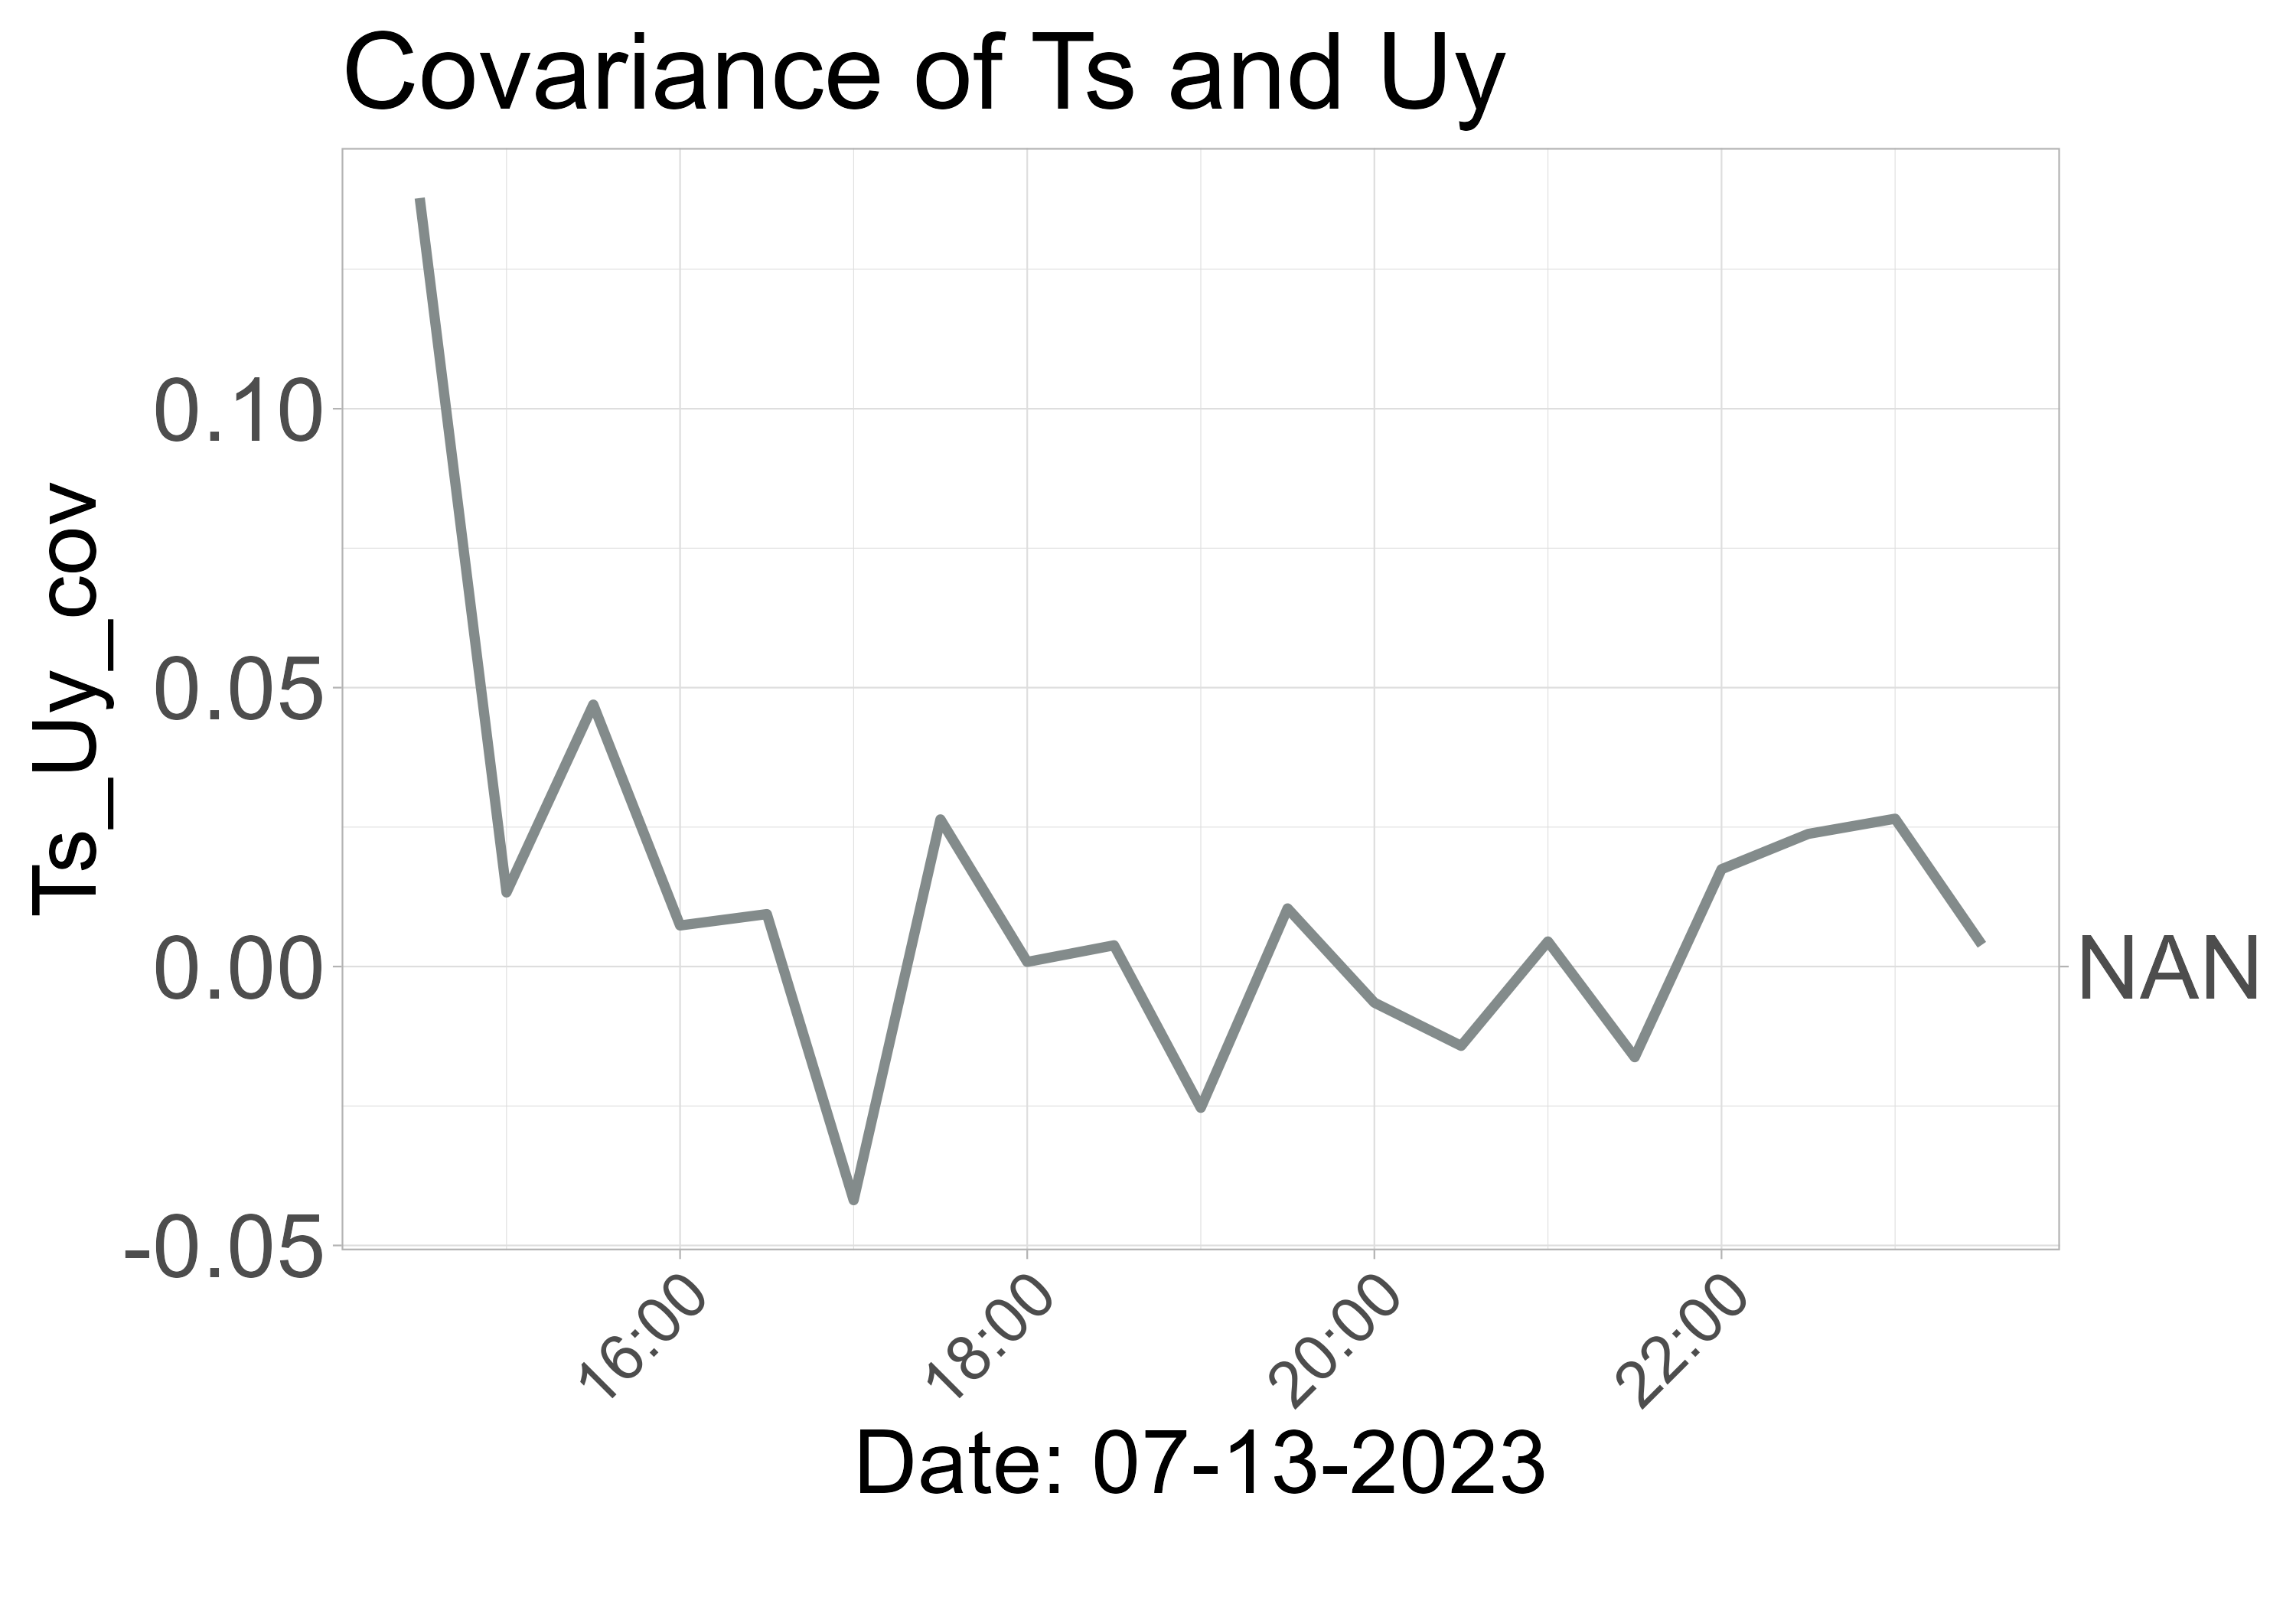 Covariance of Ts and Uy
Ts_Uy_cov
0.10
0.05
0.00
-0.05
NAN
16:00
18:00
20:00
22:00
Date: 07-13-2023